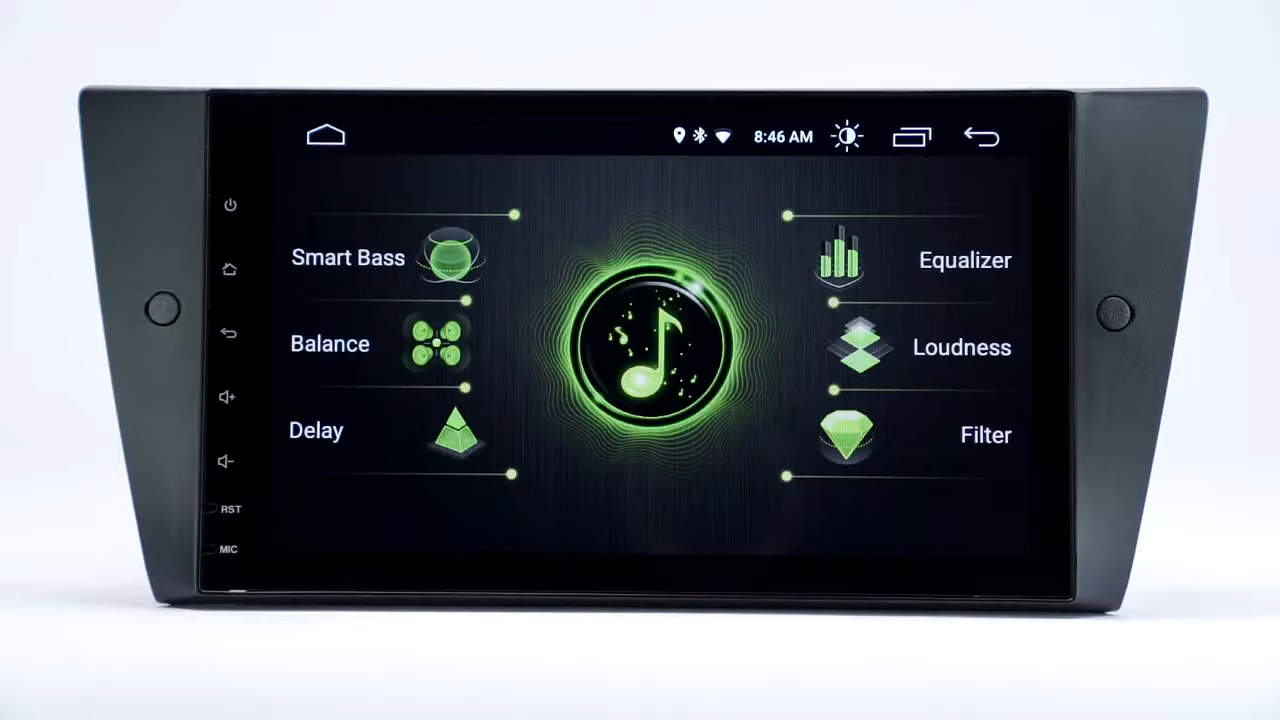 8:46 AM
Smart Bass
Equalizer
Balance
Loudness
Delay
Filter
RST
MIC